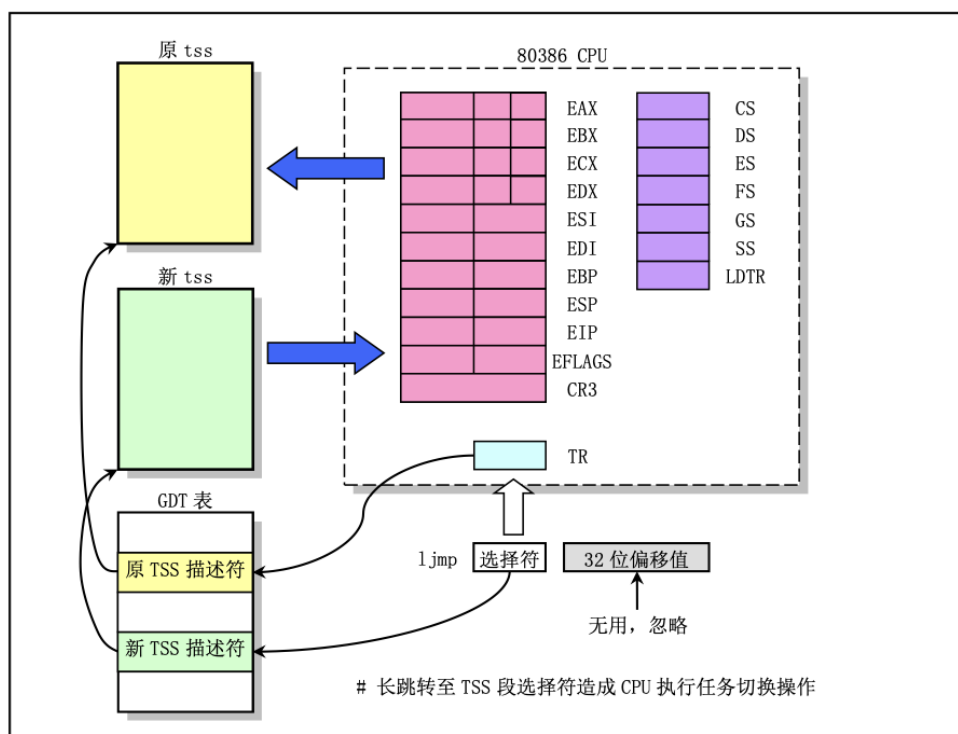 原 tss
80386 CPU
EAX
EBX
ECX
EDX
ESI
EDI
EBP
ESP
EIP
EFLAGS
CR3
CS
DS
ES
FS
GS
SS
LDTR
新 tss
TR
GDT 表
原 TSS 描述符
新 TSS 描述符
ljmp
选择符
32 位偏移值
无用，忽略
# 长跳转至 TSS 段选择符造成 CPU 执行任务切换操作